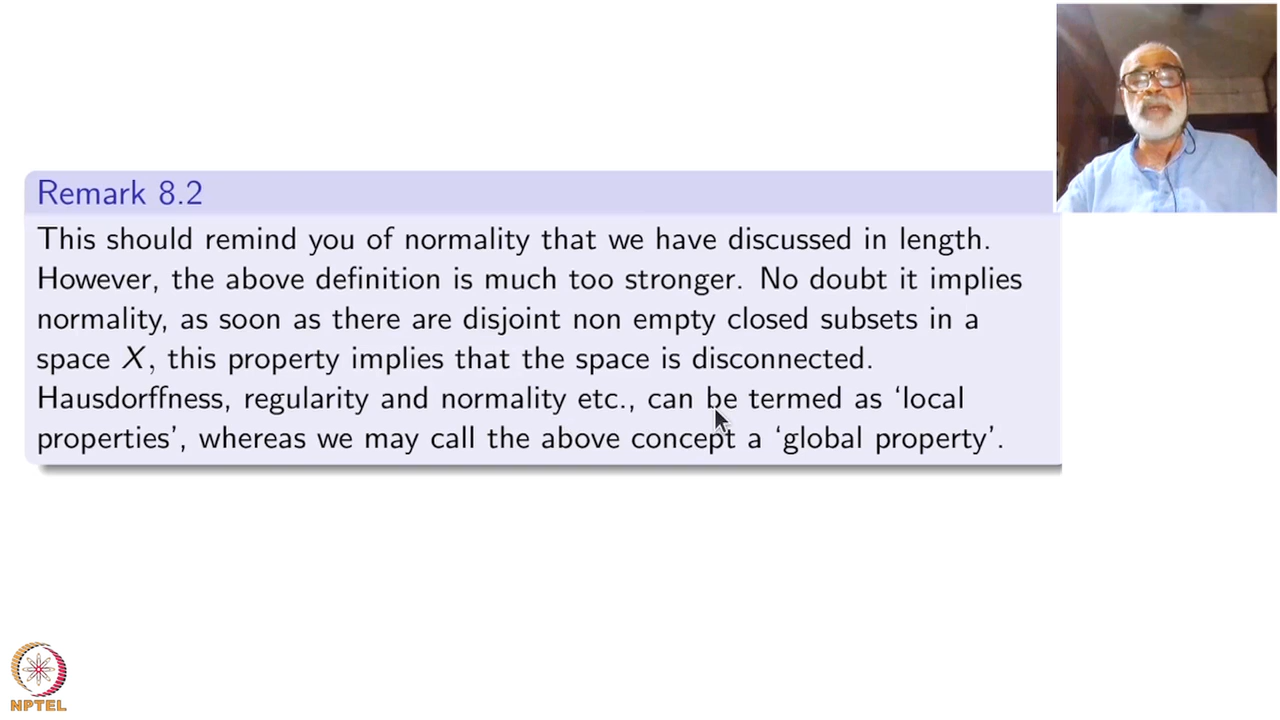 Remark 8.2
This should remind you of normality that we have discussed in length.
However, the above definition is much too stronger. No doubt it implies
normality, as soon as there are disjoint non empty closed subsets in a
space X, this property implies that the space is disconnected.
Hausdorffness, regularity and normality etc., can be termed as ‘local
properties’, whereas we may call the above concept a ‘global property’.
NPTEL